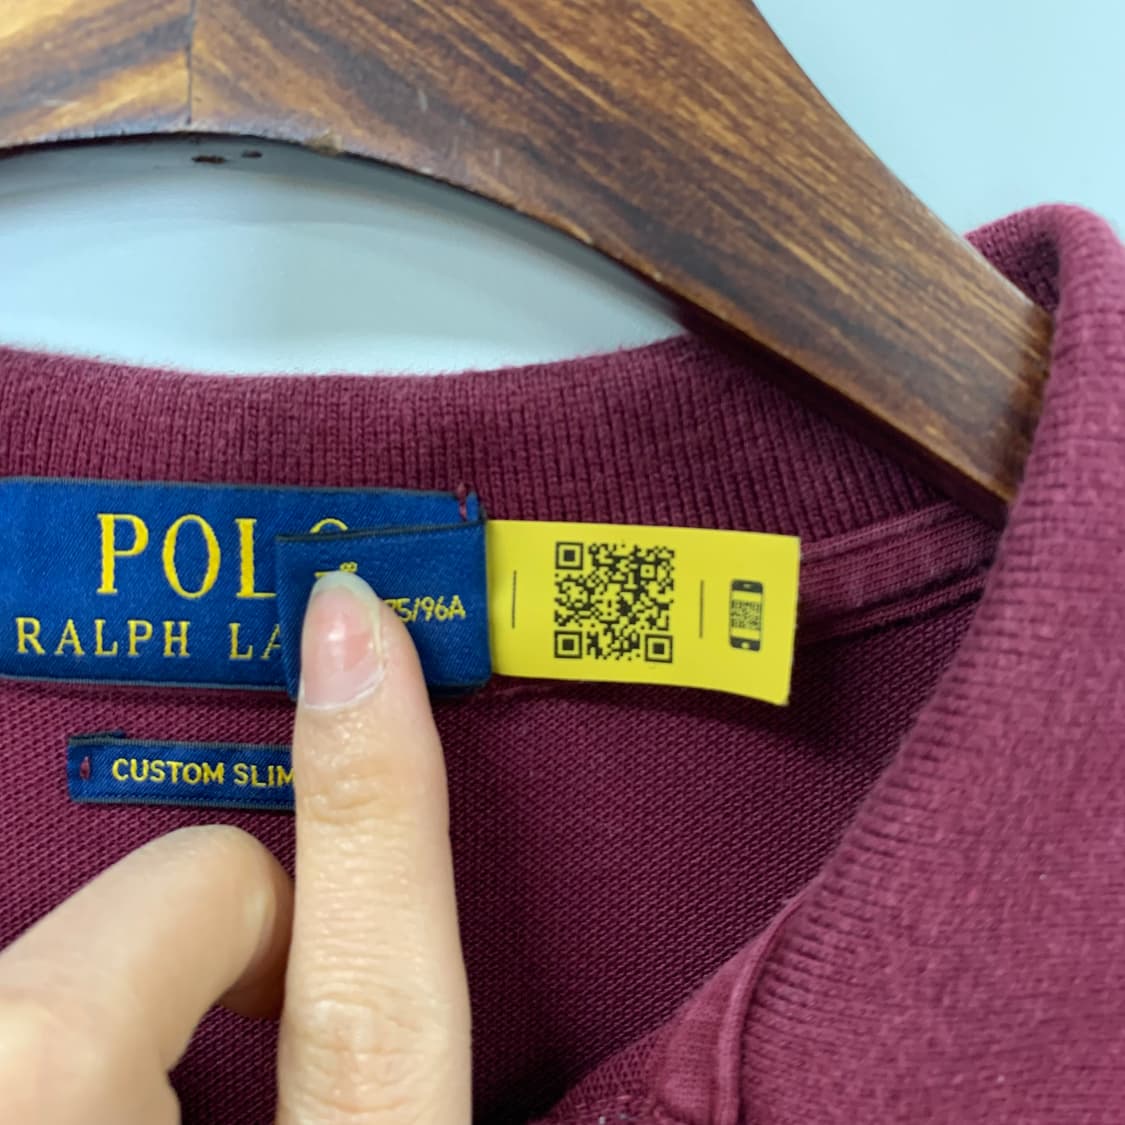 POL
RALPH LA
75/96A
CUSTOM SLIM